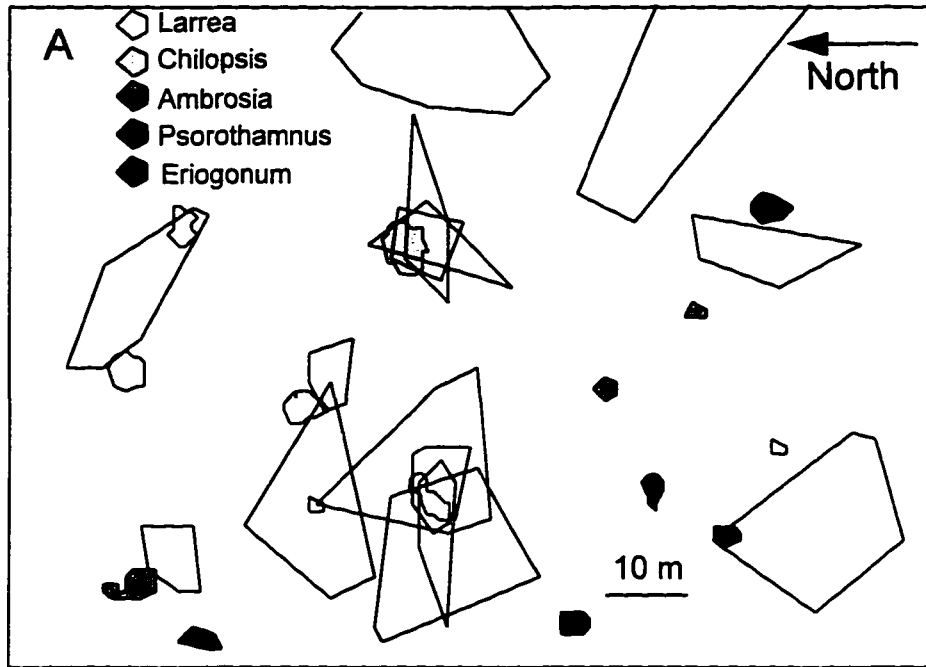 A
Larrea
Chilopsis
Ambrosia
Psorothamnus
Eriogonum
North
10 m